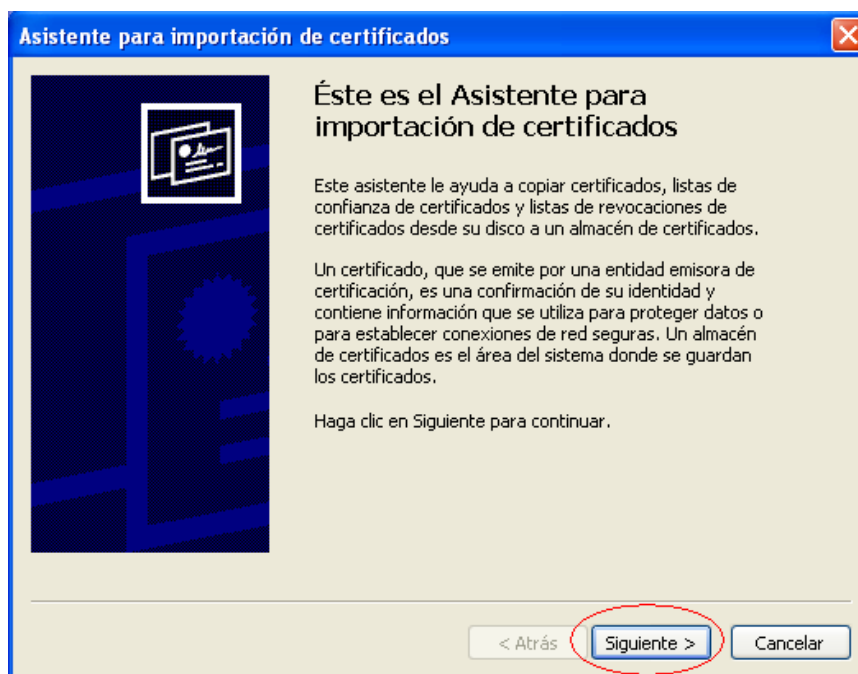 Asistente para importación de certificados
Éste es el Asistente para
importación de certificados
Este asistente le ayuda a copiar certificados, listas de
confianza de certificados y listas de revocaciones de
certificados desde su disco a un almacén de certificados.
Un certificado, que se emite por una entidad emisora de
certificación, es una confirmación de su identidad y
contiene información que se utiliza para proteger datos o
para establecer conexiones de red seguras. Un almacén
de certificados es el área del sistema donde se guardan
los certificados.
Haga clic en Siguiente para continuar.
< Atrás Siguiente > Cancelar